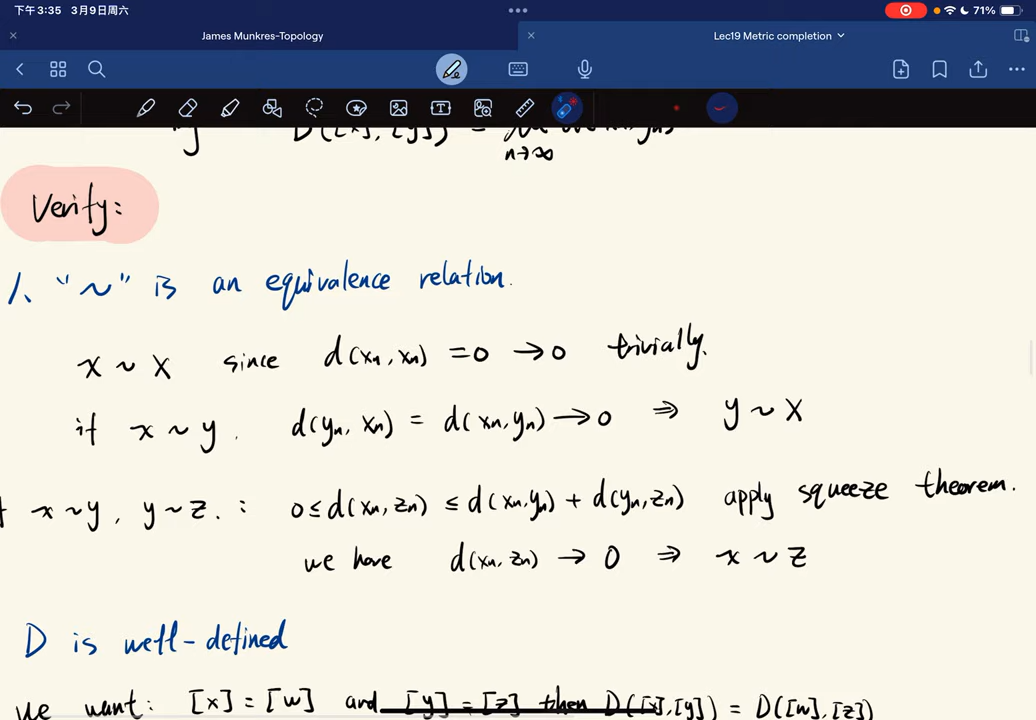 下午3:35 3月9日周六
71%
James Munkres-Topology
Lec19 Metric completion
D([x],[y]) =
n→∞
Verify:
1、 "~" is an equivalence relation.
x ~ x since d(xn, xn) = 0 → 0 trivially.
if x ~ y. d(yn, xn) = d(xn, yn) → 0 ⇒ y ~ x
x ~ y, y ~ z. : 0 ≤ d(xn, zn) ≤ d(xn, yn) + d(yn, zn) apply squeeze theorem.
we have d(xn, zn) → 0 ⇒ x ~ z
D is well-defined
we want: [x] = [w] and [y] = [z] then D([x],[y]) = D([w],[z])